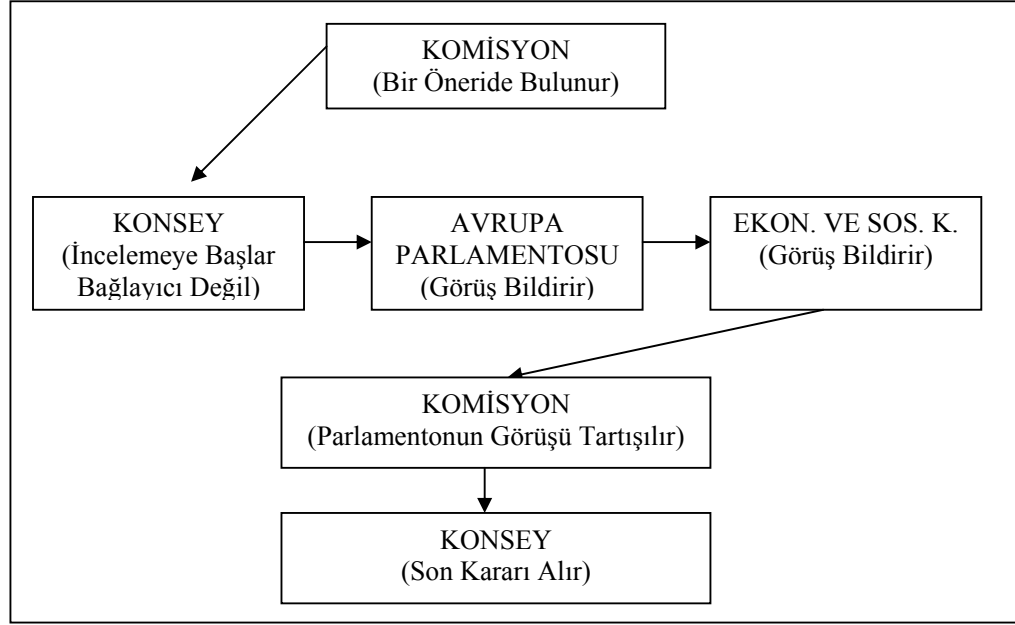 KOMİSYON
(Bir Öneride Bulunur)
KONSEY
(İncelemeye Başlar
Bağlayıcı Değil)
AVRUPA
PARLAMENTOSU
(Görüş Bildirir)
EKON. VE SOS. K.
(Görüş Bildirir)
KOMİSYON
(Parlamentonun Görüşü Tartışılır)
KONSEY
(Son Kararı Alır)